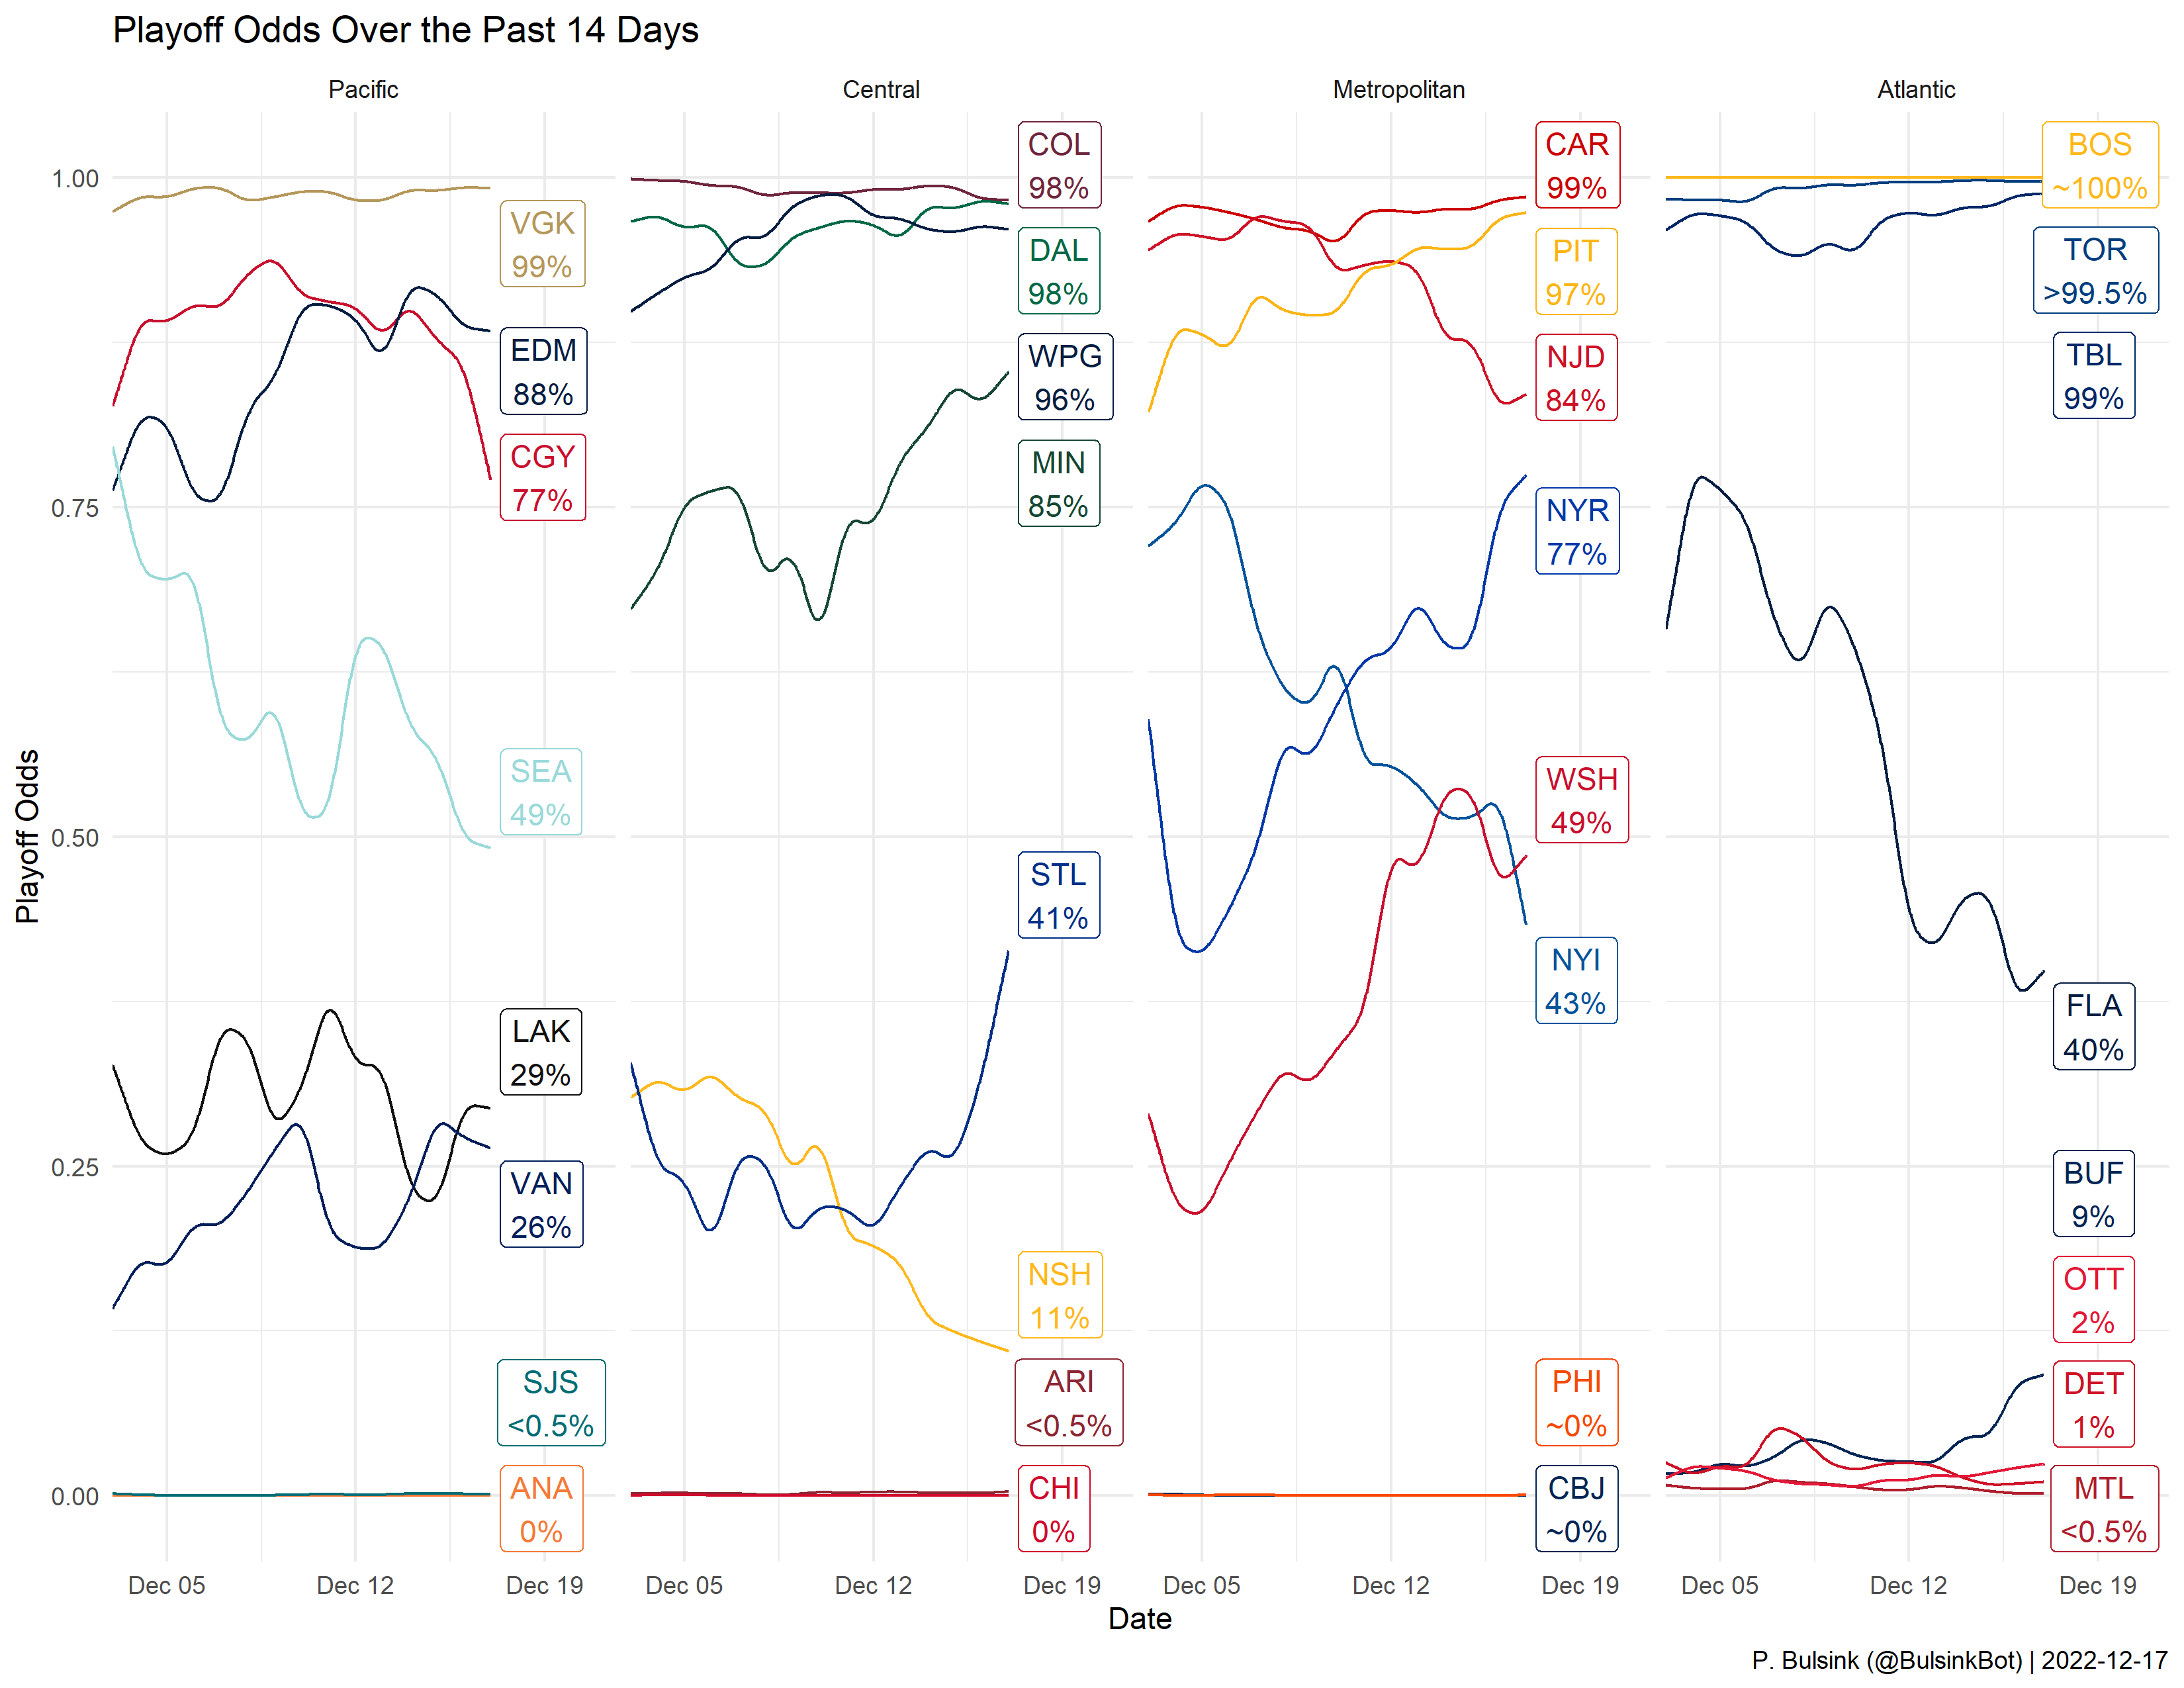 Playoff Odds Over the Past 14 Days
Pacific
Central
Metropolitan
Atlantic
Playoff Odds
1.00
0.75
0.50
0.25
0.00
VGK
99%
EDM
88%
CGY
77%
SEA
49%
LAK
29%
VAN
26%
SJS
<0.5%
ANA
0%
COL
98%
DAL
98%
WPG
96%
MIN
85%
STL
41%
NSH
11%
ARI
<0.5%
CHI
0%
CAR
99%
PIT
97%
NJD
84%
NYR
77%
WSH
49%
NYI
43%
PHI
~0%
CBJ
~0%
BOS
~100%
TOR
>99.5%
TBL
99%
FLA
40%
BUF
9%
OTT
2%
DET
1%
MTL
<0.5%
Dec 05
Dec 12
Dec 19
Dec 05
Dec 12
Dec 19
Dec 05
Dec 12
Dec 19
Dec 05
Dec 12
Dec 19
Date
P. Bulsink (@BulsinkBot) | 2022-12-17